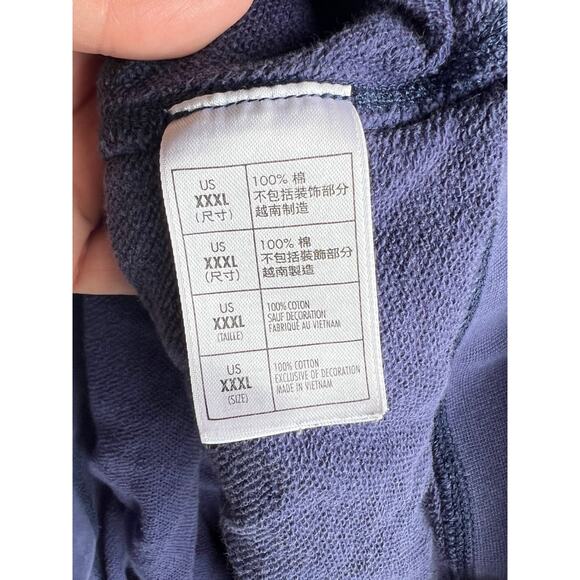 US
XXXL
(尺寸)
100% 棉
不包括装饰部分
越南制造
US
XXXL
(尺寸)
100% 棉
不包括裝飾部分
越南製造
US
XXXL
(TAILLE)
100% COTON
SAUF DECORATION
FABRIQUÉ AU VIETNAM
US
XXXL
(SIZE)
100% COTTON
EXCLUSIVE OF DECORATION
MADE IN VIETNAM